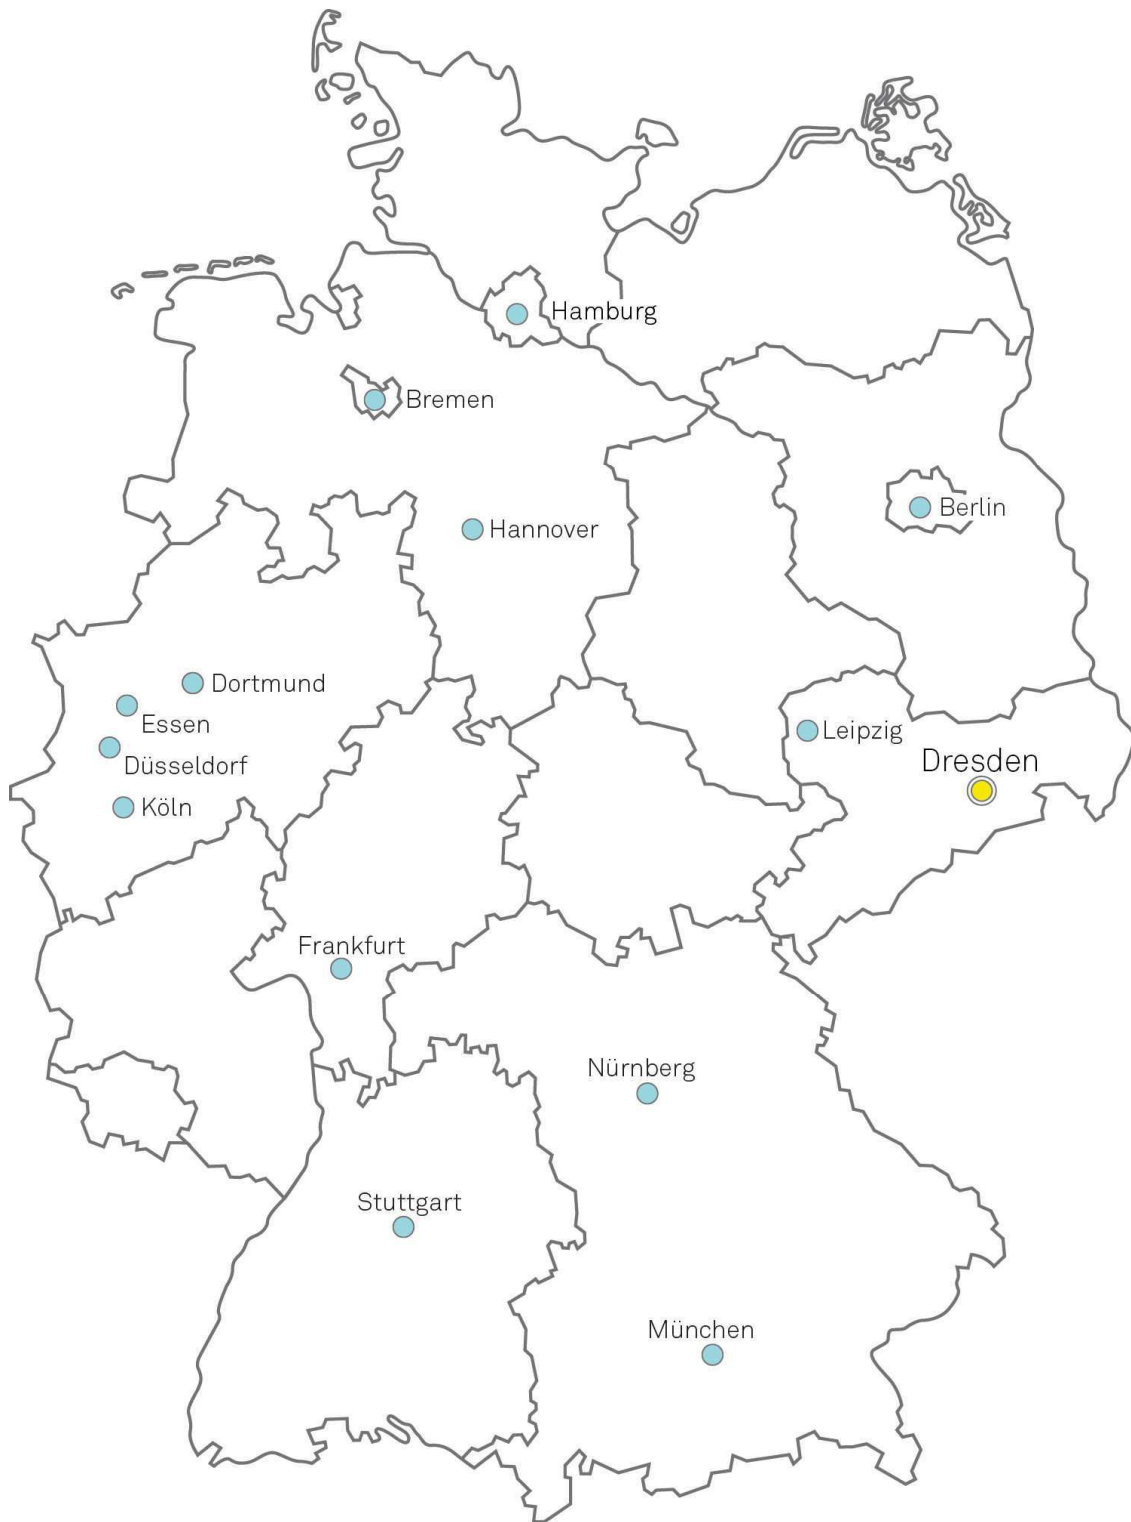 Hamburg
Bremen
Berlin
Hannover
Dortmund
Essen
Leipzig
Düsseldorf
Dresden
Köln
Frankfurt
Nürnberg
Stuttgart
München